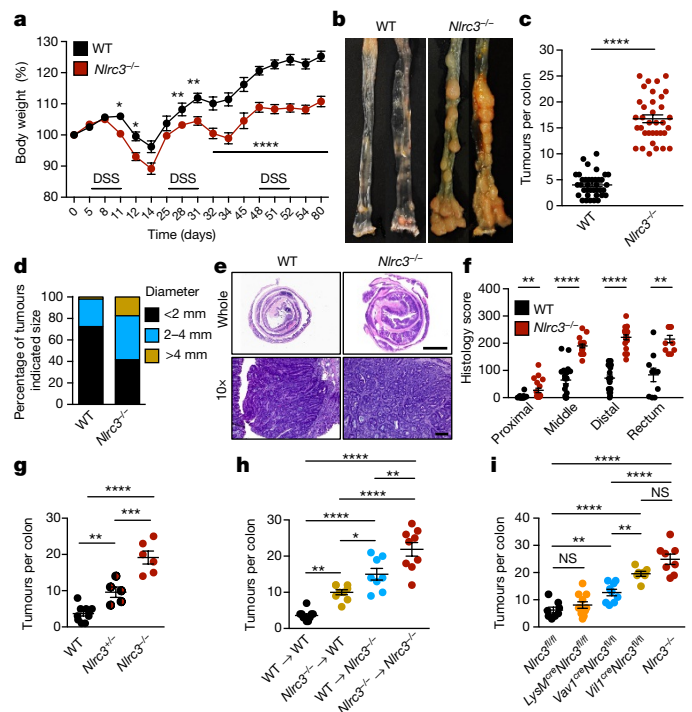 a
WT
Nlrc3–/–
Body weight (%)
130
120
110
100
90
80
*
*
**
**
****
DSS
DSS
DSS
0 5 8 11 12 14 25 28 31 32 34 45 48 51 52 54 80
Time (days)
b
WT
Nlrc3–/–
c
Tumours per colon
30
25
20
15
10
5
0
****
WT
Nlrc3–/–
d
Percentage of tumours
indicated size
100
80
60
40
20
0
WT
Nlrc3–/–
Diameter
<2 mm
2–4 mm
>4 mm
e
WT
Nlrc3–/–
Whole
10×
f
Histology score
400
300
200
100
0
** **** **** **
WT
Nlrc3–/–
Proximal
Middle
Distal
Rectum
g
Tumours per colon
30
20
10
0
****
** ***
WT
Nlrc3+/–
Nlrc3–/–
h
Tumours per colon
30
20
10
0
****
**
****
****
*
**
WT → WT
Nlrc3–/– → WT
WT → Nlrc3–/–
Nlrc3–/– → Nlrc3–/–
i
Tumours per colon
40
30
20
10
0
****
****
NS
****
**
**
NS
Nlrc3fl/fl
LysMcreNlrc3fl/fl
Vav1creNlrc3fl/fl
Vil1creNlrc3fl/fl
Nlrc3–/–